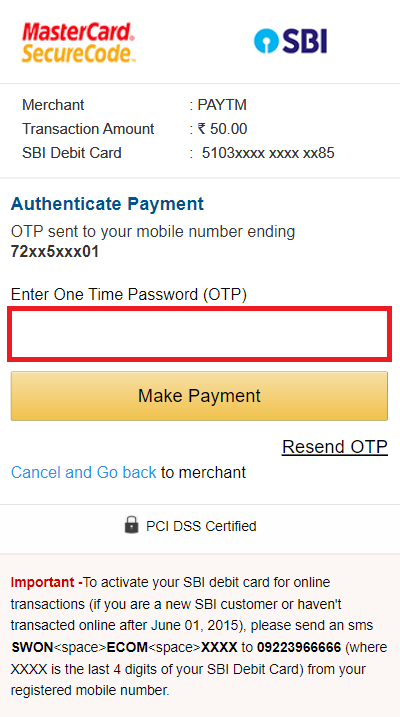 MasterCard.
SecureCode.
SBI
Merchant : PAYTM
Transaction Amount : ₹ 50.00
SBI Debit Card : 5103xxxx xxxx xx85
Authenticate Payment
OTP sent to your mobile number ending
72xx5xxx01
Enter One Time Password (OTP)
Make Payment
Resend OTP
Cancel and Go back to merchant
PCI DSS Certified
Important -To activate your SBI debit card for online
transactions (if you are a new SBI customer or haven't
transacted online after June 01, 2015), please send an sms
SWON<space>ECOM<space>XXXX to 09223966666 (where
XXXX is the last 4 digits of your SBI Debit Card) from your
registered mobile number.